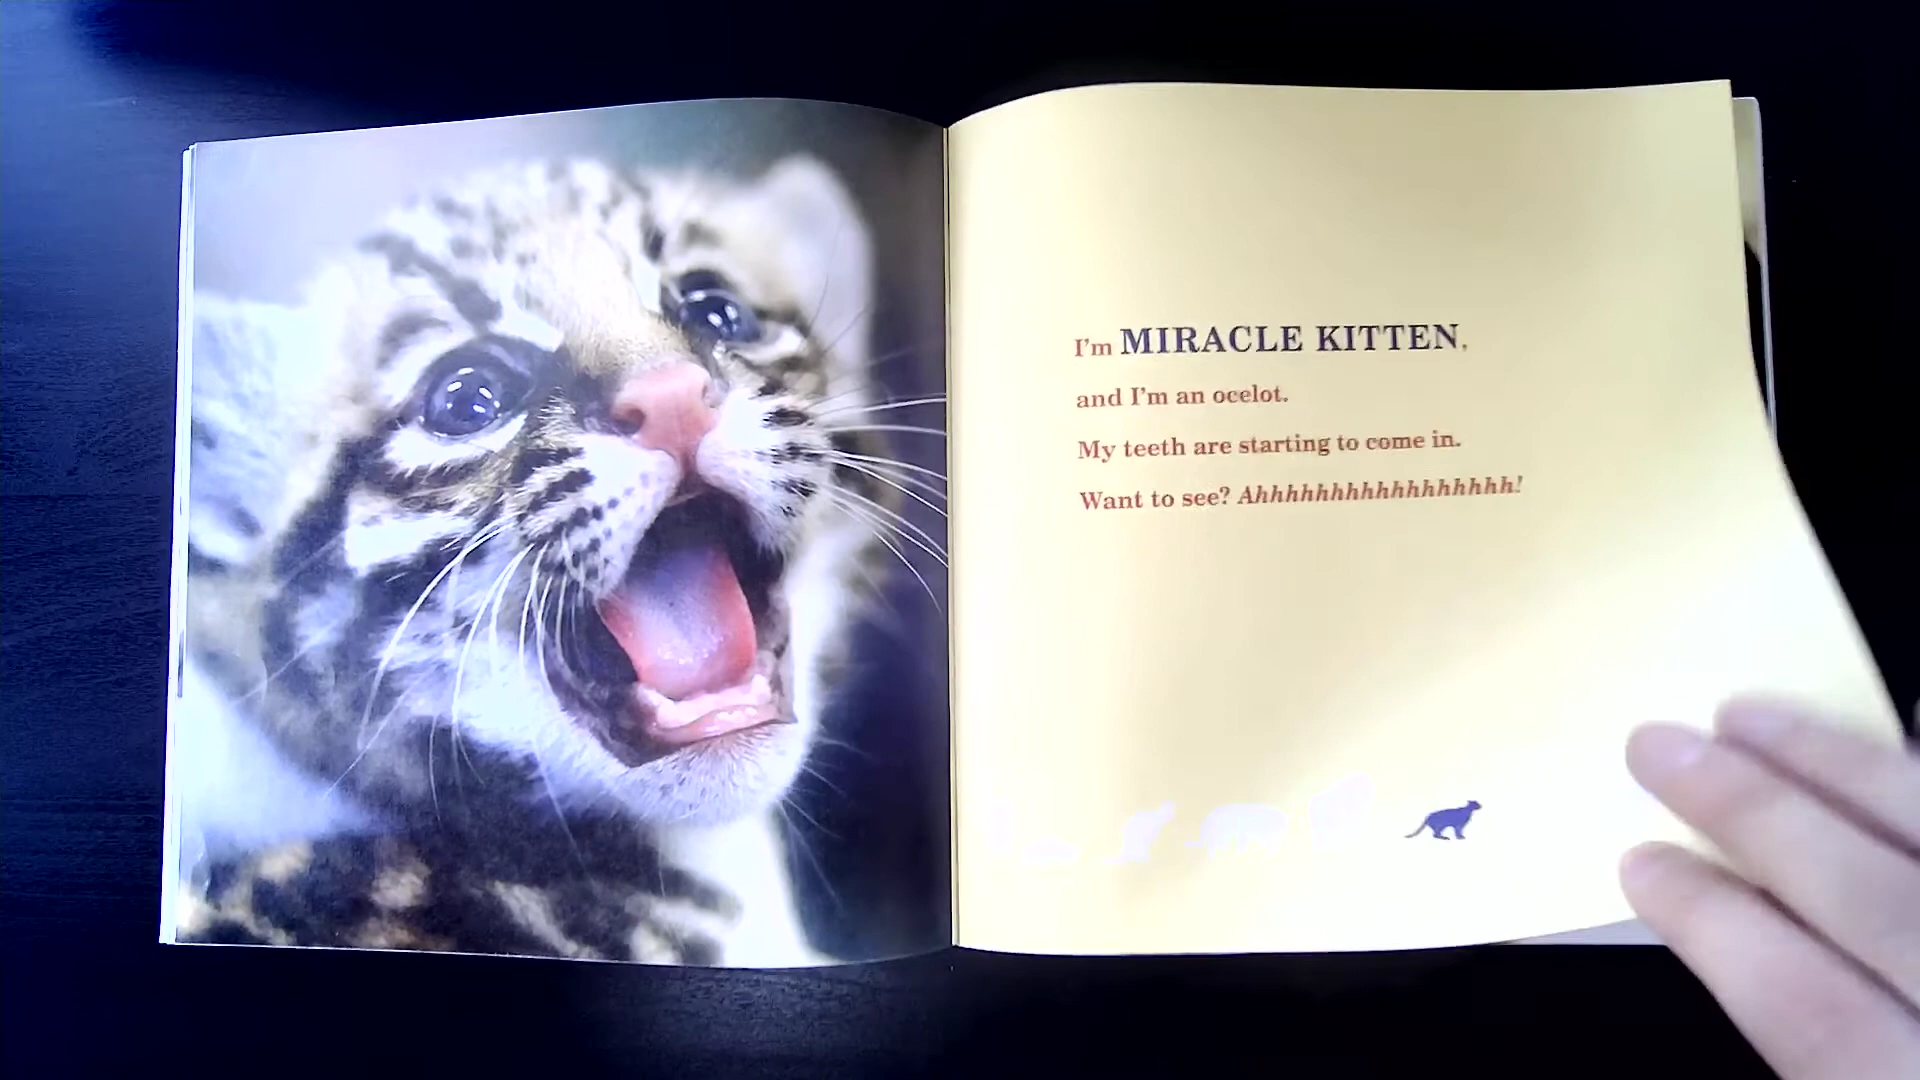 I'm MIRACLE KITTEN,
and I'm an ocelot.
My teeth are starting to come in.
Want to see? Ahhhhhhhhhhhhhhhhh!